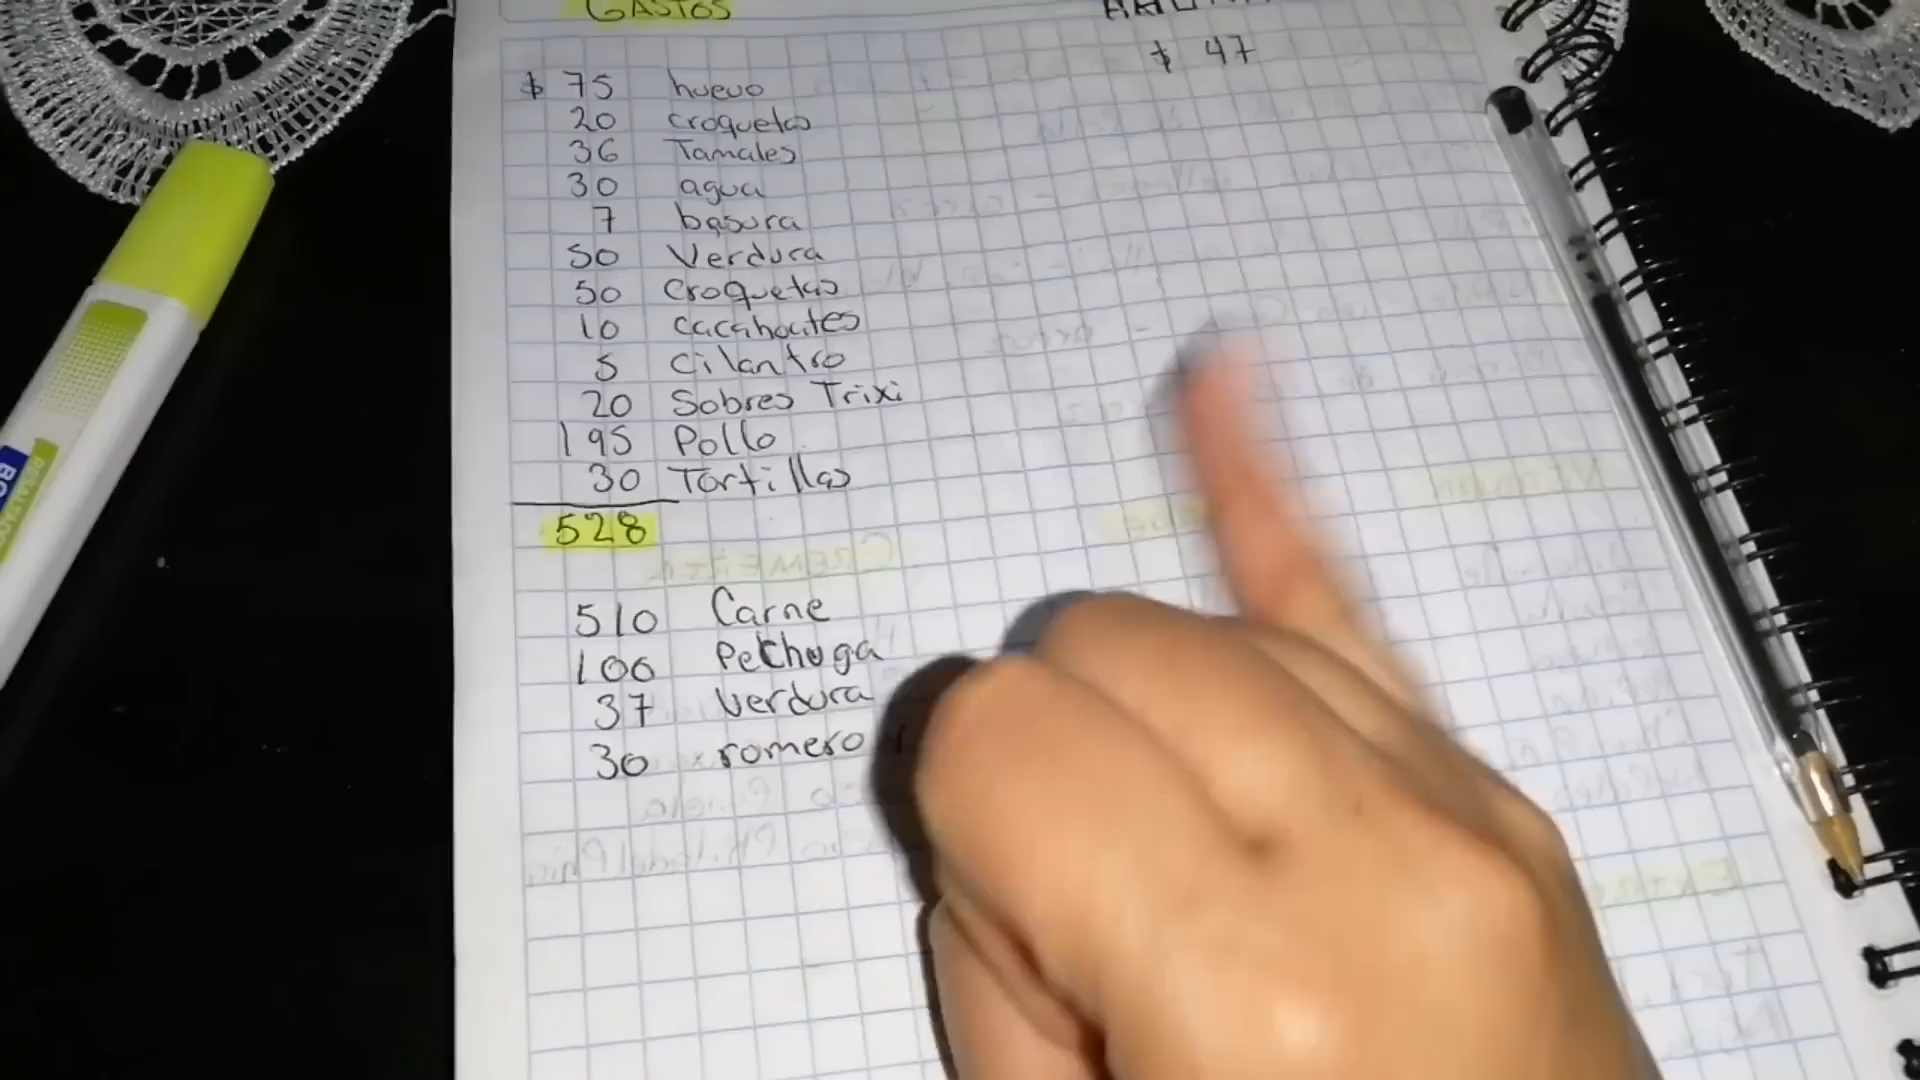 GASTOS
$ 47
$ 75 huevo
20 croquetas
36 Tamales
30 agua
7 basura
50 Verdura
50 croquetas
10 cacahuates
5 cilantro
20 Sobres Trixi
195 Pollo
30 Tortillas
528
510 Carne
100 Pechuga
37 Verdura
30 romero